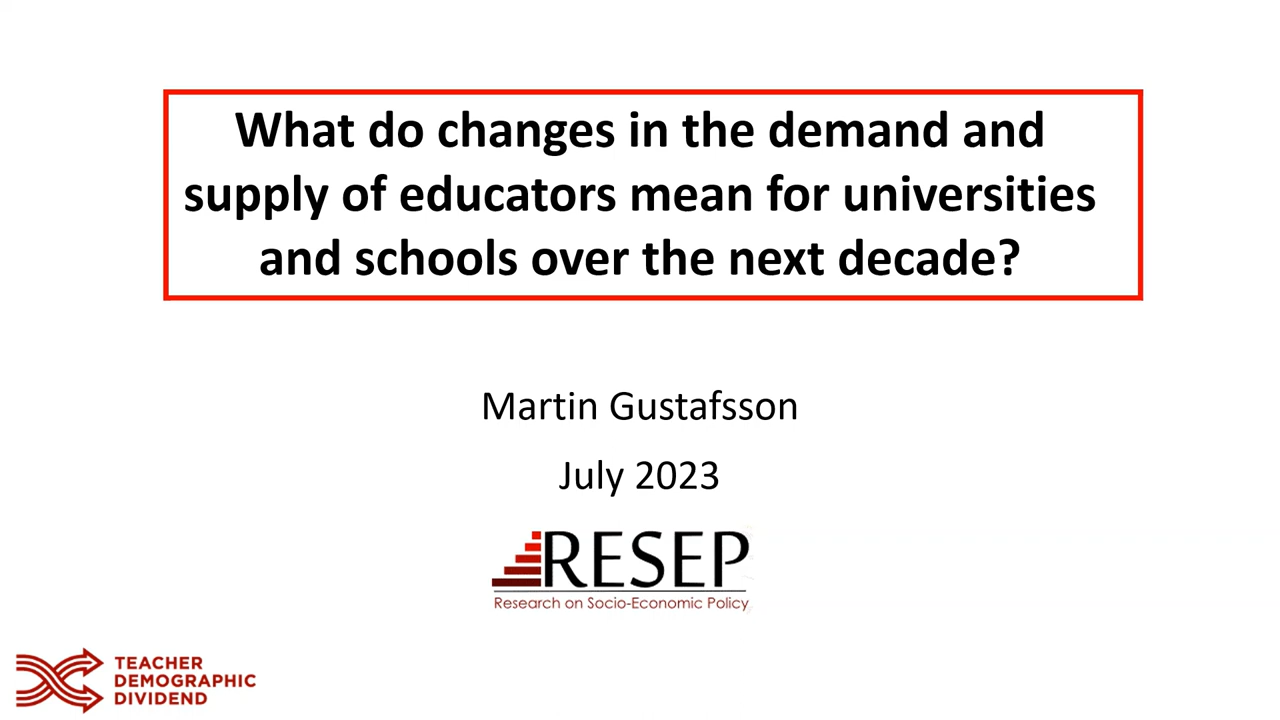 What do changes in the demand and
supply of educators mean for universities
and schools over the next decade?
Martin Gustafsson
July 2023
RESEP
Research on Socio-Economic Policy
TEACHER
DEMOGRAPHIC
DIVIDEND